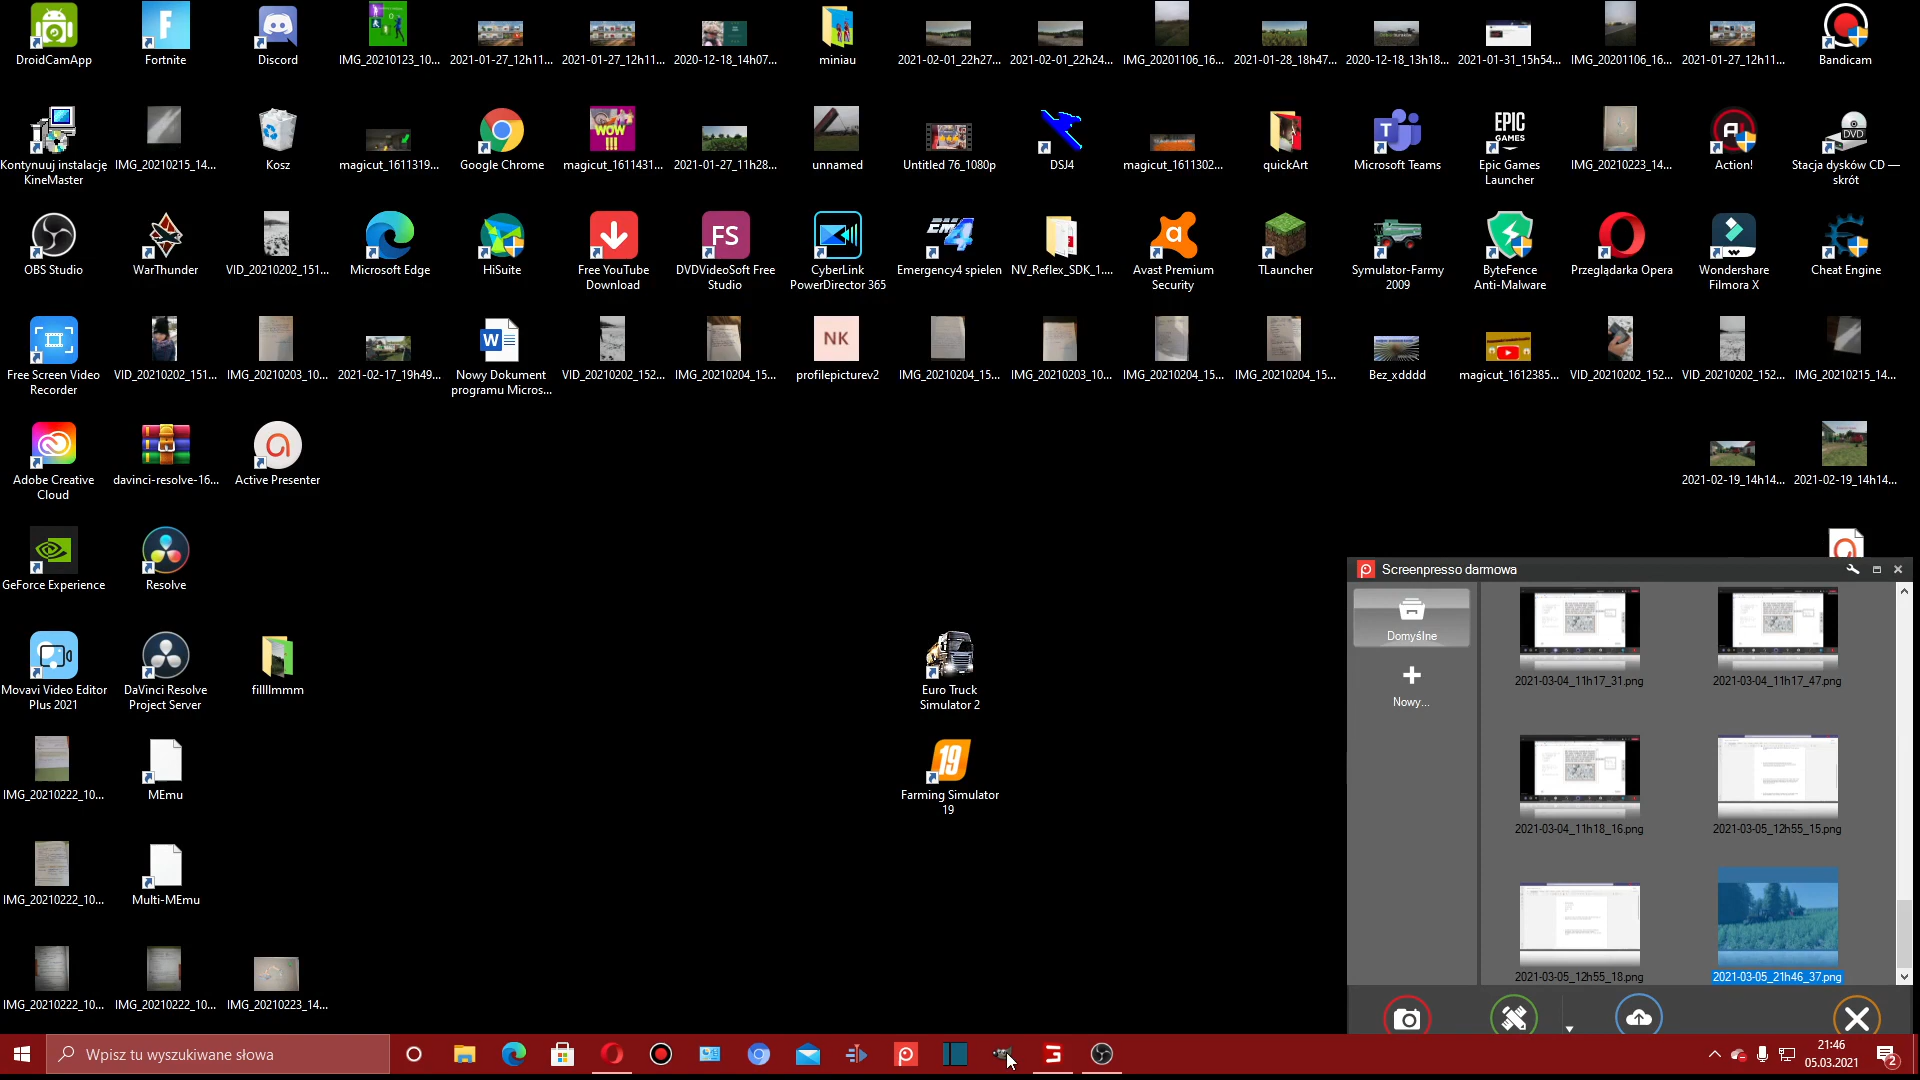 DroidCamApp
Fortnite
Discord
IMG_20210123_10...
2021-01-27_12h11...
2021-01-27_12h11...
2020-12-18_14h07...
miniau
2021-02-01_22h27...
2021-02-01_22h24...
IMG_20201106_16...
2021-01-28_18h47...
2020-12-18_13h18...
2021-01-31_15h54...
IMG_20201106_16...
2021-01-27_12h11...
Bandicam
Kontynuuj instalację
KineMaster
IMG_20210215_14...
Kosz
magicut_1611319...
Google Chrome
WOW
!!!
magicut_1611431...
2021-01-27_11h28...
unnamed
Untitled 76_1080p
DSJ4
magicut_1611302...
quickArt
Microsoft Teams
EPIC
GAMES
Epic Games
Launcher
IMG_20210223_14...
Action!
DVD
Stacja dysków CD —
skrót
OBS Studio
WarThunder
VID_20210202_151...
Microsoft Edge
HiSuite
Free YouTube
Download
FS
DVDVideoSoft Free
Studio
CyberLink
PowerDirector 365
EM4
Emergency4 spielen
NV_Reflex_SDK_1....
Avast Premium
Security
TLauncher
Symulator-Farmy
2009
ByteFence
Anti-Malware
Przeglądarka Opera
Wondershare
Filmora X
Cheat Engine
Free Screen Video
Recorder
VID_20210202_151...
IMG_20210203_10...
2021-02-17_19h49...
Nowy Dokument
programu Micros...
VID_20210202_152...
IMG_20210204_15...
NK
profilepicturev2
IMG_20210204_15...
IMG_20210203_10...
IMG_20210204_15...
IMG_20210204_15...
Bez_xdddd
magicut_1612385...
VID_20210202_152...
VID_20210202_152...
IMG_20210215_14...
Adobe Creative
Cloud
davinci-resolve-16...
Active Presenter
2021-02-19_14h14...
2021-02-19_14h14...
GeForce Experience
Resolve
Movavi Video Editor
Plus 2021
DaVinci Resolve
Project Server
fillllmmm
Euro Truck
Simulator 2
IMG_20210222_10...
MEmu
19
Farming Simulator
19
IMG_20210222_10...
Multi-MEmu
IMG_20210222_10...
IMG_20210222_10...
IMG_20210223_14...
Screenpresso darmowa
Domyślne
Nowy...
2021-03-04_11h17_31.png
2021-03-04_11h17_47.png
2021-03-04_11h18_16.png
2021-03-05_12h55_15.png
2021-03-05_12h55_18.png
2021-03-05_21h46_37.png
Wpisz tu wyszukiwane słowa
21:46
05.03.2021
2